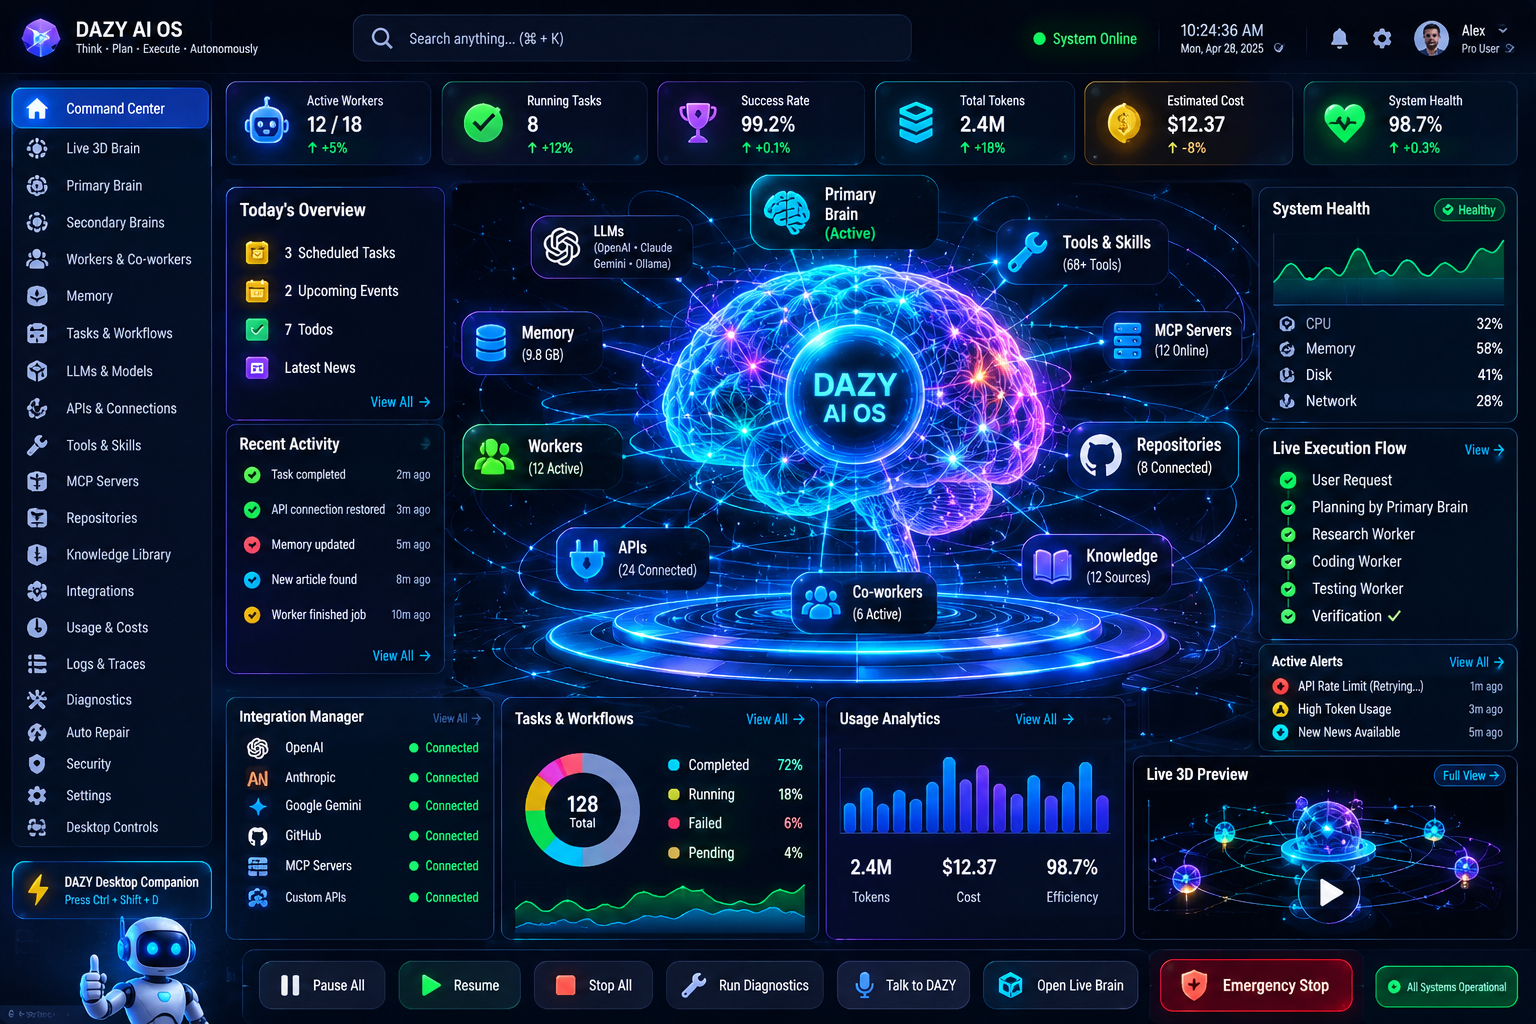 DAZY AI OS
Think • Plan • Execute • Autonomously
Search anything... (⌘ + K)
System Online
10:24:36 AM
Mon, Apr 28, 2025
Alex
Pro User
Command Center
Live 3D Brain
Primary Brain
Secondary Brains
Workers & Co-workers
Memory
Tasks & Workflows
LLMs & Models
APIs & Connections
Tools & Skills
MCP Servers
Repositories
Knowledge Library
Integrations
Usage & Costs
Logs & Traces
Diagnostics
Auto Repair
Security
Settings
Desktop Controls
DAZY Desktop Companion
Press Ctrl + Shift + D
Active Workers
12 / 18
↑ +5%
Running Tasks
8
↑ +12%
Success Rate
99.2%
↑ +0.1%
Total Tokens
2.4M
↑ +18%
Estimated Cost
$12.37
↑ -8%
System Health
98.7%
↑ +0.3%
Today's Overview
3 Scheduled Tasks
2 Upcoming Events
7 Todos
Latest News
View All →
Recent Activity
Task completed 2m ago
API connection restored 3m ago
Memory updated 5m ago
New article found 8m ago
Worker finished job 10m ago
View All →
Primary
Brain
(Active)
LLMs
(OpenAI • Claude
Gemini • Ollama)
Tools & Skills
(68+ Tools)
Memory
(9.8 GB)
MCP Servers
(12 Online)
DAZY
AI OS
Workers
(12 Active)
Repositories
(8 Connected)
APIs
(24 Connected)
Knowledge
(12 Sources)
Co-workers
(6 Active)
System Health
Healthy
CPU 32%
Memory 58%
Disk 41%
Network 28%
Live Execution Flow
View →
User Request
Planning by Primary Brain
Research Worker
Coding Worker
Testing Worker
Verification ✓
Active Alerts
View All →
API Rate Limit (Retrying...) 1m ago
High Token Usage 3m ago
New News Available 5m ago
Integration Manager
View All →
OpenAI Connected
AN Anthropic Connected
Google Gemini Connected
GitHub Connected
MCP Servers Connected
Custom APIs Connected
Tasks & Workflows
View All →
128
Total
Completed 72%
Running 18%
Failed 6%
Pending 4%
Usage Analytics
View All →
2.4M
Tokens
$12.37
Cost
98.7%
Efficiency
Live 3D Preview
Full View →
Pause All
Resume
Stop All
Run Diagnostics
Talk to DAZY
Open Live Brain
Emergency Stop
All Systems Operational